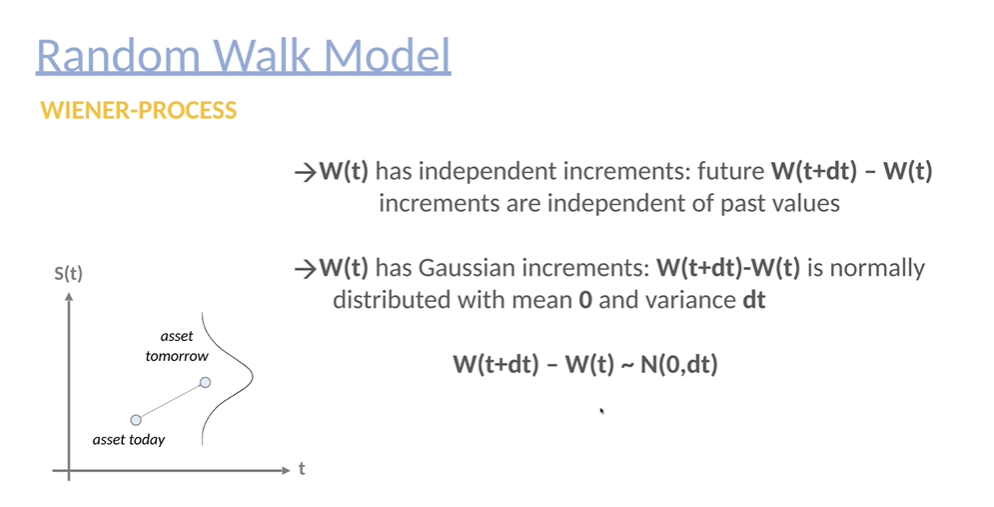 Random Walk Model
WIENER-PROCESS
→W(t) has independent increments: future W(t+dt) – W(t)
increments are independent of past values
→W(t) has Gaussian increments: W(t+dt)-W(t) is normally
distributed with mean 0 and variance dt
W(t+dt) – W(t) ~ N(0,dt)
S(t)
asset
tomorrow
asset today
t